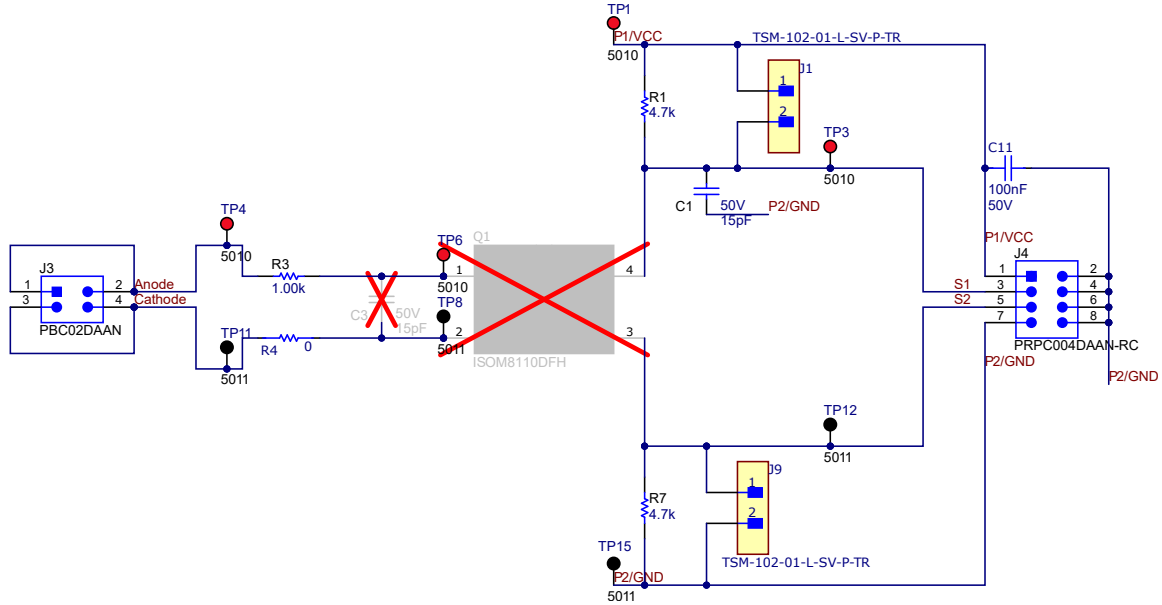 TP1
P1/VCC
5010
TSM-102-01-L-SV-P-TR
J1
1
2
R1
4.7k
TP3
5010
C11
100nF
50V
C1
50V
15pF
P2/GND
TP4
5010
R3
1.00k
TP6
5010
Q1
1
4
J3
1
2
Anode
3
4
Cathode
PBC02DAAN
C3
50V
15pF
TP8
5011
2
3
ISOM8110DFH
TP11
5011
R4
0
P1/VCC
J4
1
2
S1
3
4
S2
5
6
7
8
PRPC004DAAN-RC
P2/GND
P2/GND
TP12
5011
J9
1
2
R7
4.7k
TSM-102-01-L-SV-P-TR
TP15
P2/GND
5011